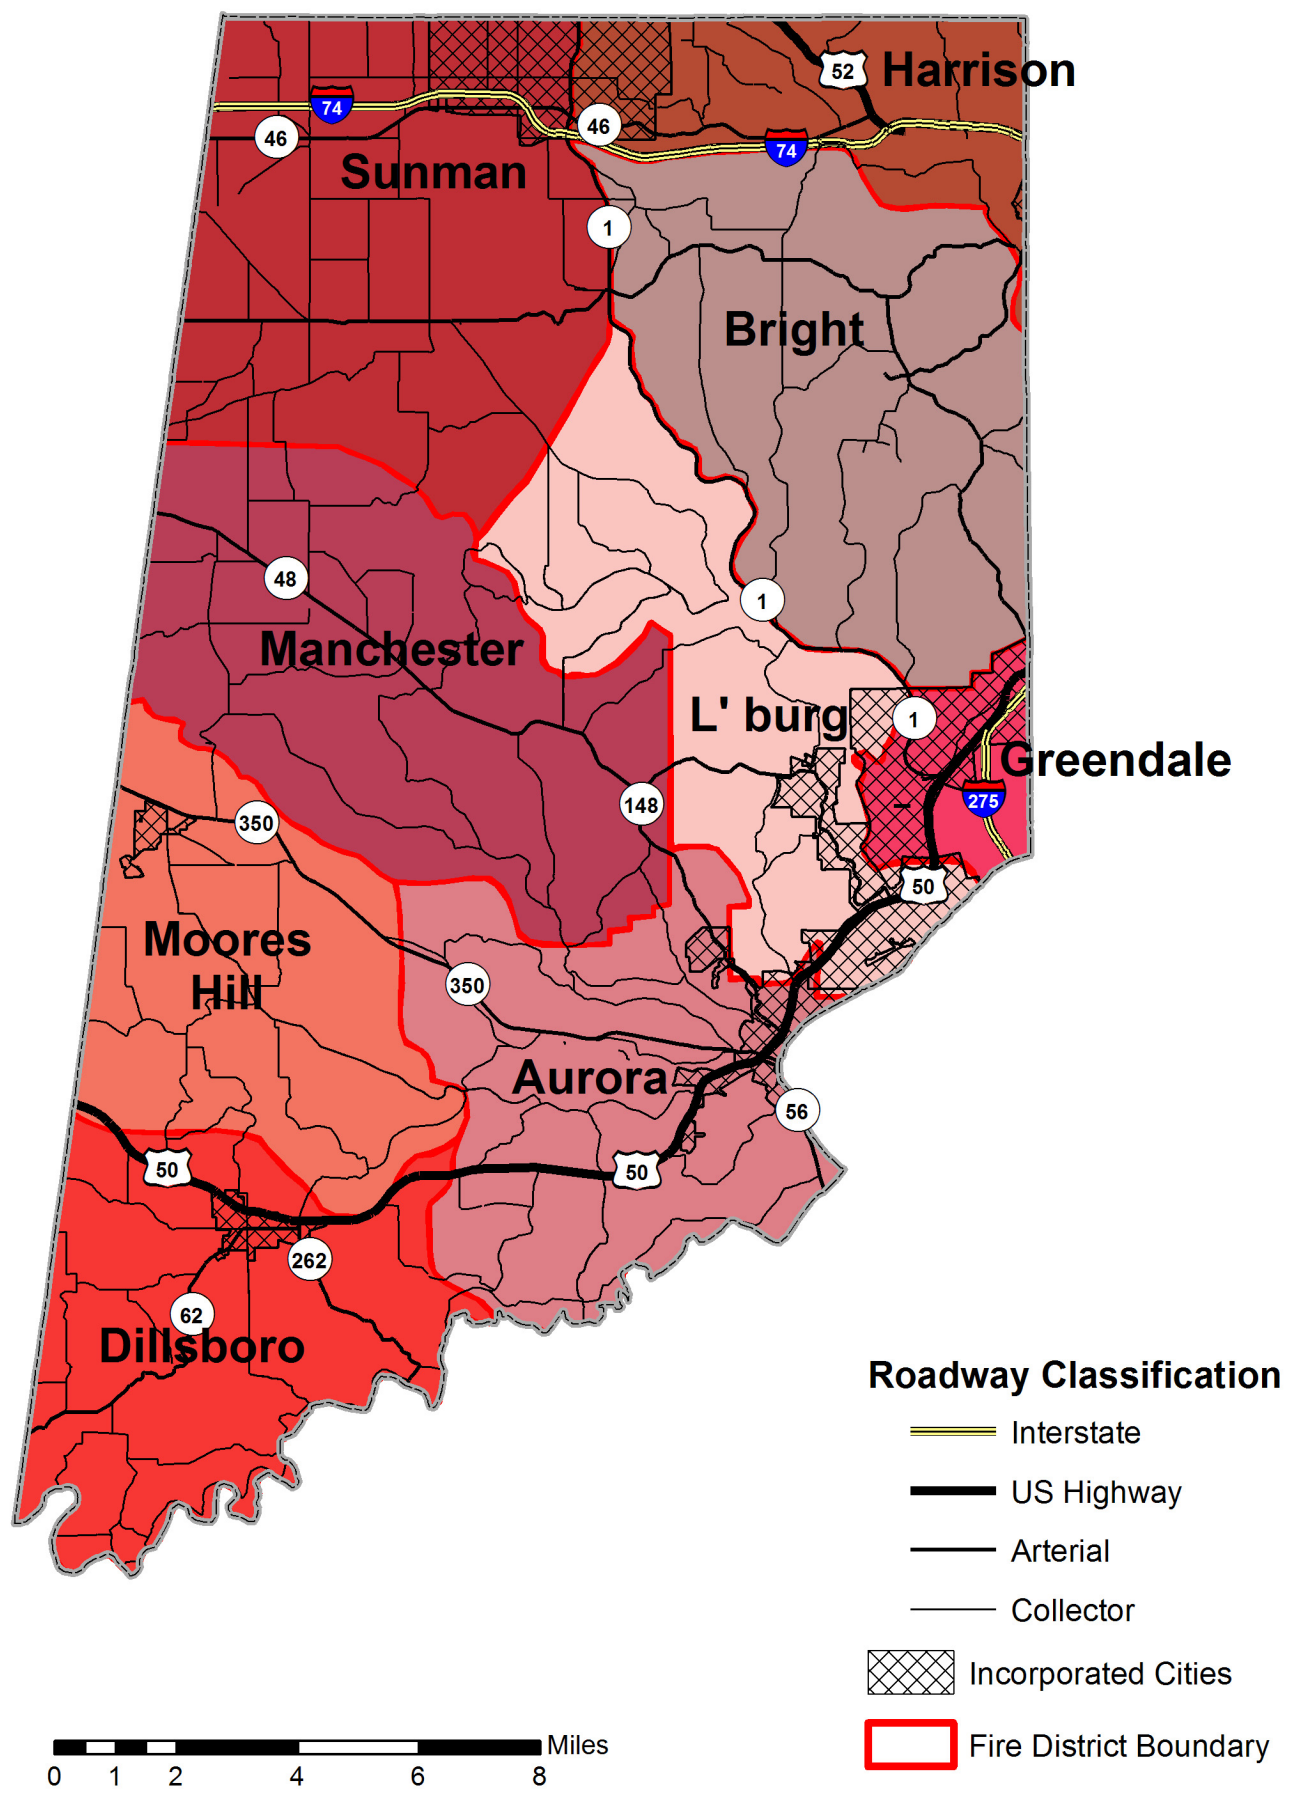 52
Harrison
74
46
46
74
Sunman
1
Bright
48
1
Manchester
L' burg
1
Greendale
275
148
350
50
Moores
Hill
350
Aurora
56
50
50
262
62
Dillsboro
Roadway Classification
Interstate
US Highway
Arterial
Collector
Incorporated Cities
Fire District Boundary
Miles
0 1 2 4 6 8